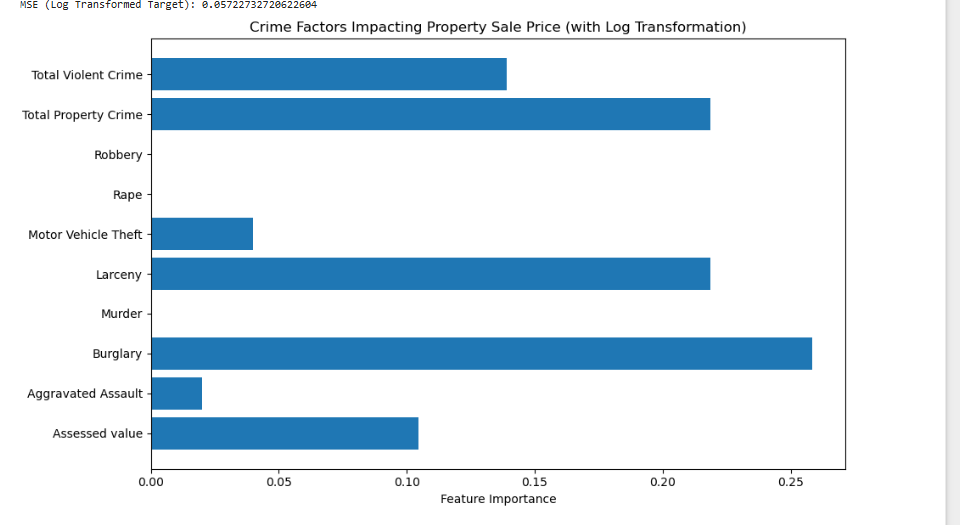 MSE (Log Transformed Target): 0.05722732720622604
Crime Factors Impacting Property Sale Price (with Log Transformation)
Total Violent Crime
Total Property Crime
Robbery
Rape
Motor Vehicle Theft
Larceny
Murder
Burglary
Aggravated Assault
Assessed value
0.00 0.05 0.10 0.15 0.20 0.25
Feature Importance